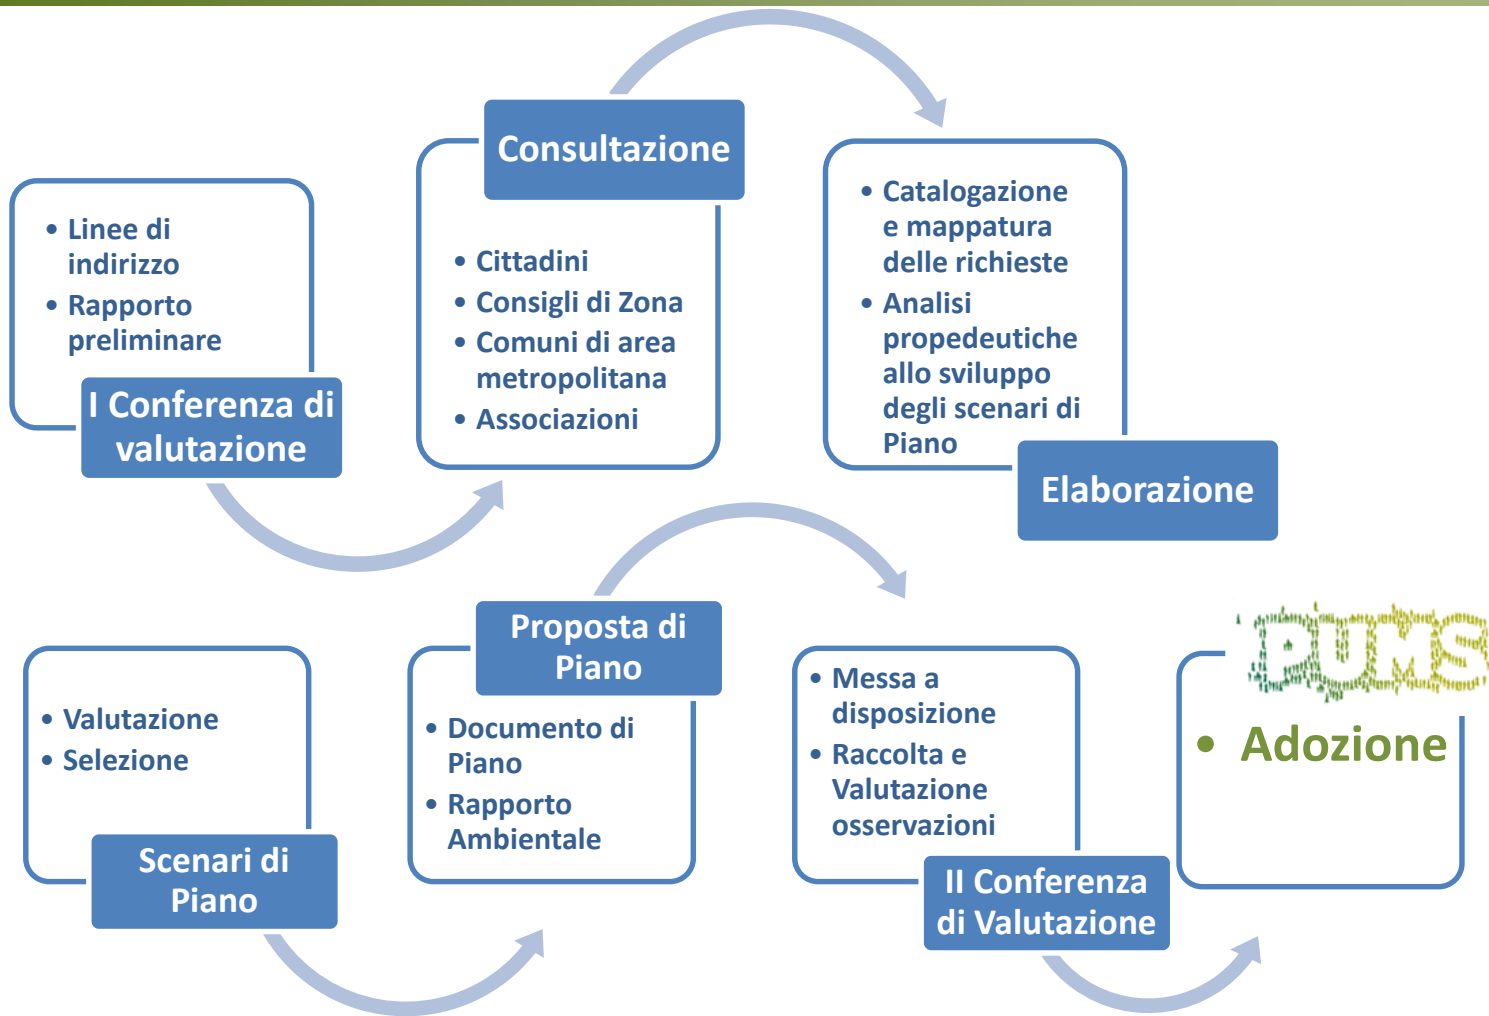 • Linee di
indirizzo
• Rapporto
preliminare
I Conferenza di
valutazione
Consultazione
• Cittadini
• Consigli di Zona
• Comuni di area
metropolitana
• Associazioni
• Catalogazione
e mappatura
delle richieste
• Analisi
propedeutiche
allo sviluppo
degli scenari di
Piano
Elaborazione
• Valutazione
• Selezione
Scenari di
Piano
Proposta di
Piano
• Documento di
Piano
• Rapporto
Ambientale
• Messa a
disposizione
• Raccolta e
Valutazione
osservazioni
II Conferenza
di Valutazione
PUMS
• Adozione